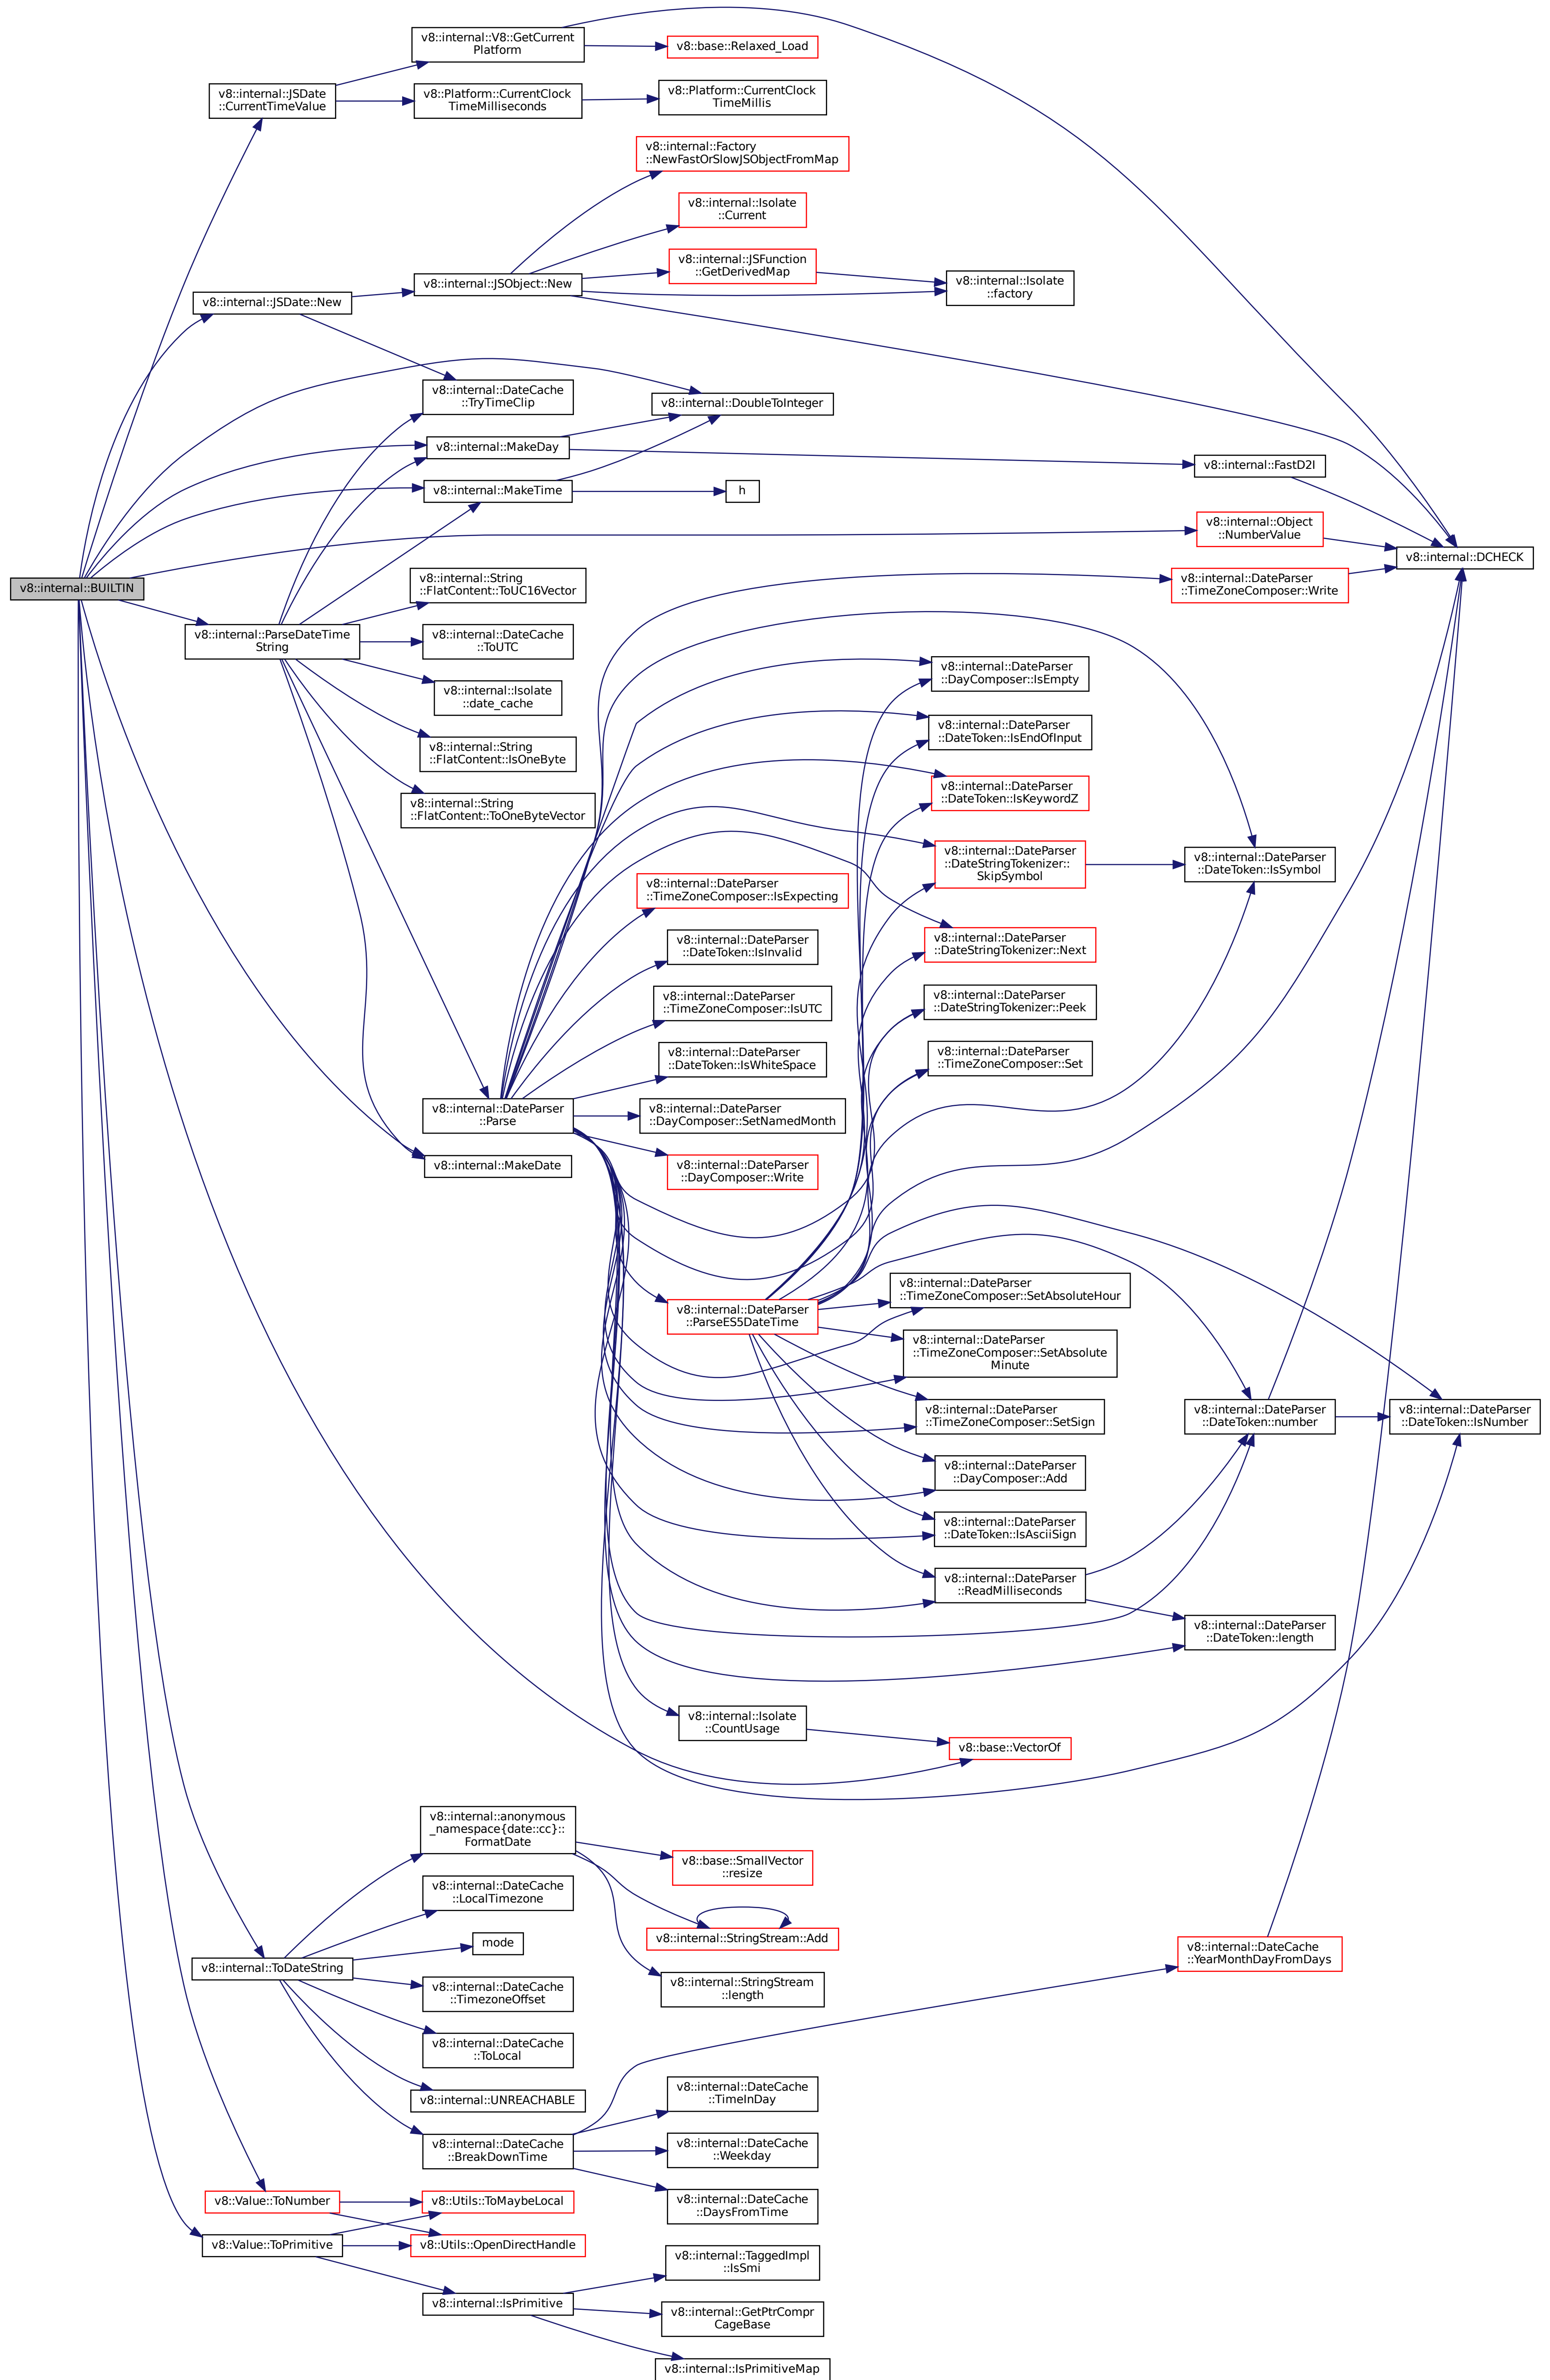 v8::internal::V8::GetCurrent
Platform
v8::base::Relaxed_Load
v8::internal::JSDate
::CurrentTimeValue
v8::Platform::CurrentClock
TimeMilliseconds
v8::Platform::CurrentClock
TimeMillis
v8::internal::Factory
::NewFastOrSlowJSObjectFromMap
v8::internal::Isolate
::Current
v8::internal::JSFunction
::GetDerivedMap
v8::internal::JSObject::New
v8::internal::Isolate
::factory
v8::internal::JSDate::New
v8::internal::DateCache
::TryTimeClip
v8::internal::DoubleToInteger
v8::internal::MakeDay
v8::internal::FastD2I
v8::internal::MakeTime
h
v8::internal::Object
::NumberValue
v8::internal::DCHECK
v8::internal::BUILTIN
v8::internal::String
::FlatContent::ToUC16Vector
v8::internal::DateParser
::TimeZoneComposer::Write
v8::internal::ParseDateTime
String
v8::internal::DateCache
::ToUTC
v8::internal::DateParser
::DayComposer::IsEmpty
v8::internal::Isolate
::date_cache
v8::internal::DateParser
::DateToken::IsEndOfInput
v8::internal::String
::FlatContent::IsOneByte
v8::internal::DateParser
::DateToken::IsKeywordZ
v8::internal::String
::FlatContent::ToOneByteVector
v8::internal::DateParser
::DateStringTokenizer::
SkipSymbol
v8::internal::DateParser
::DateToken::IsSymbol
v8::internal::DateParser
::TimeZoneComposer::IsExpecting
v8::internal::DateParser
::DateToken::IsInvalid
v8::internal::DateParser
::DateStringTokenizer::Next
v8::internal::DateParser
::TimeZoneComposer::IsUTC
v8::internal::DateParser
::DateStringTokenizer::Peek
v8::internal::DateParser
::DateToken::IsWhiteSpace
v8::internal::DateParser
::TimeZoneComposer::Set
v8::internal::DateParser
::Parse
v8::internal::DateParser
::DayComposer::SetNamedMonth
v8::internal::MakeDate
v8::internal::DateParser
::DayComposer::Write
v8::internal::DateParser
::ParseES5DateTime
v8::internal::DateParser
::TimeZoneComposer::SetAbsoluteHour
v8::internal::DateParser
::TimeZoneComposer::SetAbsolute
Minute
v8::internal::DateParser
::TimeZoneComposer::SetSign
v8::internal::DateParser
::DateToken::number
v8::internal::DateParser
::DateToken::IsNumber
v8::internal::DateParser
::DayComposer::Add
v8::internal::DateParser
::DateToken::IsAsciiSign
v8::internal::DateParser
::ReadMilliseconds
v8::internal::DateParser
::DateToken::length
v8::internal::Isolate
::CountUsage
v8::base::VectorOf
v8::internal::anonymous
_namespace{date::cc}::
FormatDate
v8::base::SmallVector
::resize
v8::internal::DateCache
::LocalTimezone
v8::internal::StringStream::Add
mode
v8::internal::DateCache
::YearMonthDayFromDays
v8::internal::ToDateString
v8::internal::DateCache
::TimezoneOffset
v8::internal::StringStream
::length
v8::internal::DateCache
::ToLocal
v8::internal::UNREACHABLE
v8::internal::DateCache
::TimeInDay
v8::internal::DateCache
::BreakDownTime
v8::internal::DateCache
::Weekday
v8::Value::ToNumber
v8::Utils::ToMaybeLocal
v8::internal::DateCache
::DaysFromTime
v8::Value::ToPrimitive
v8::Utils::OpenDirectHandle
v8::internal::TaggedImpl
::IsSmi
v8::internal::IsPrimitive
v8::internal::GetPtrCompr
CageBase
v8::internal::IsPrimitiveMap